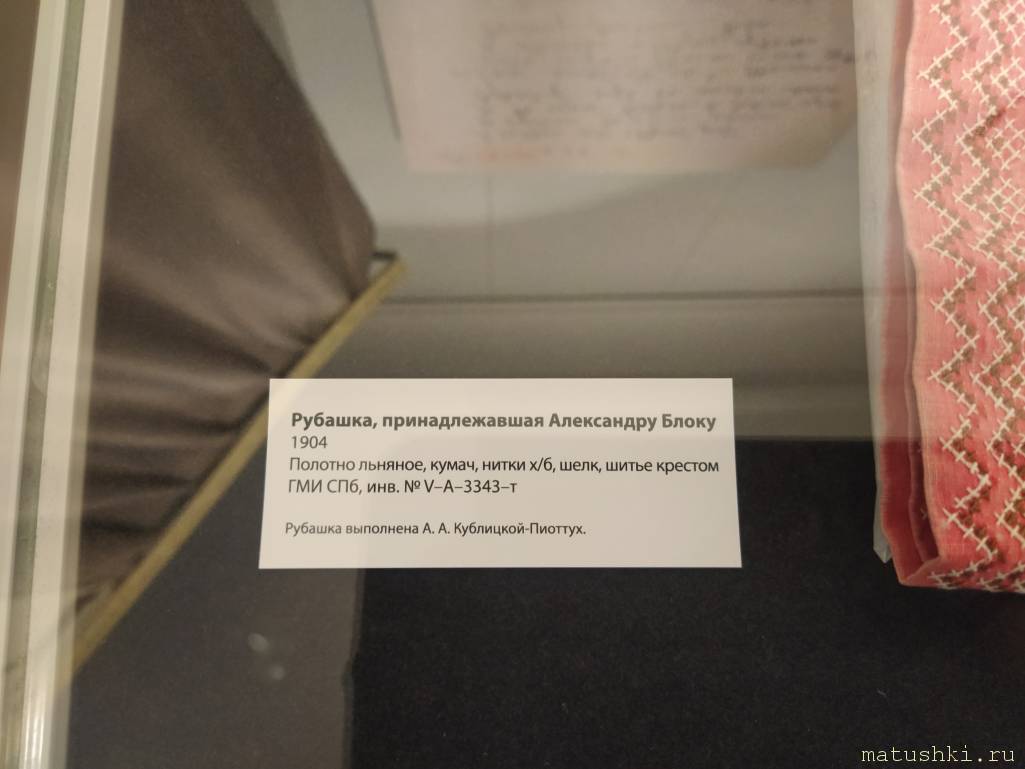 Рубашка, принадлежавшая Александру Блоку
1904
Полотно льняное, кумач, нитки х/б, шелк, шитье крестом
ГМИ СПб, инв. № V–A–3343–т
Рубашка выполнена А. А. Кублицкой-Пиоттух.
matushki.ru